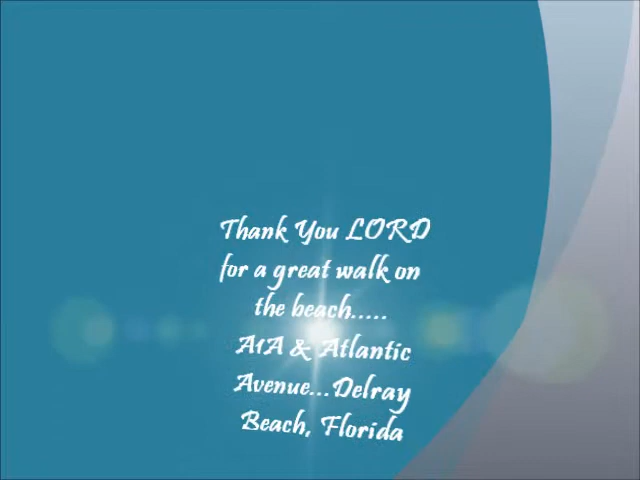 Thank You LORD
for a great walk on
the beach.....
A1A & Atlantic
Avenue...Delray
Beach, Florida